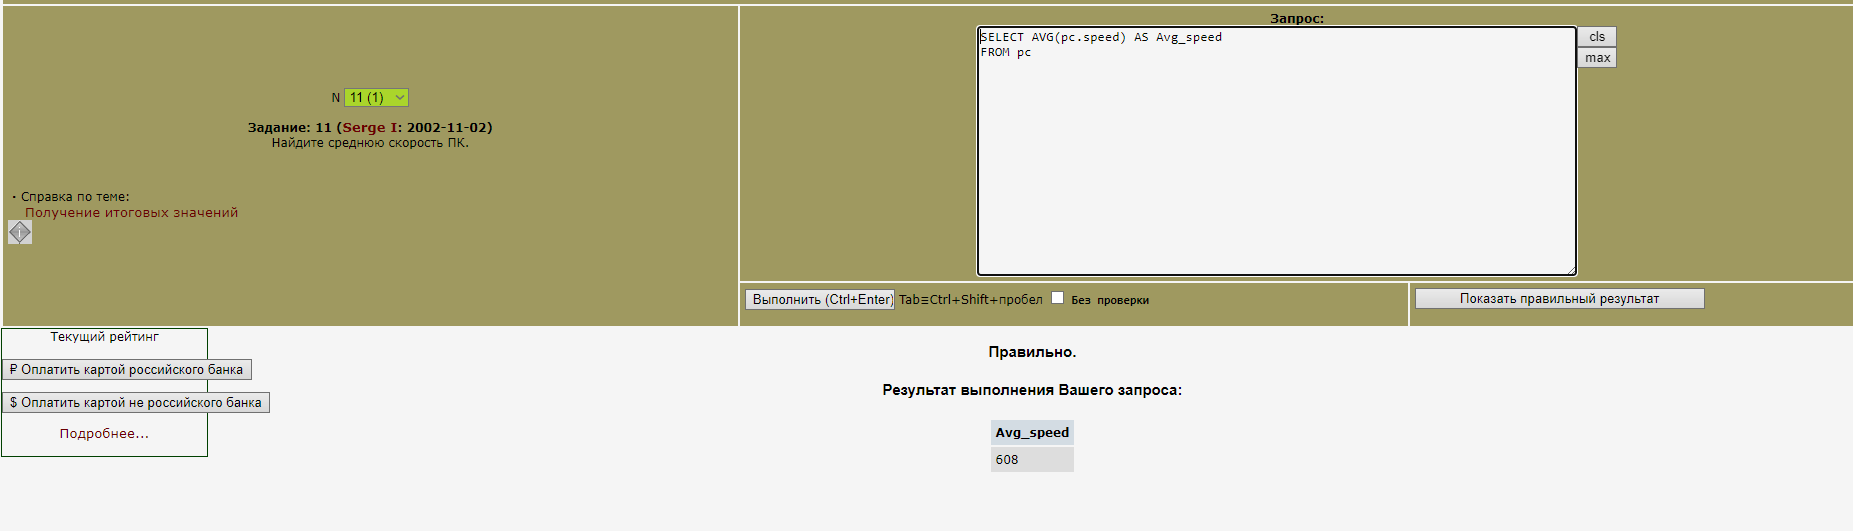 N 11 (1)
Задание: 11 (Serge I: 2002-11-02)
Найдите среднюю скорость ПК.
· Справка по теме:
Получение итоговых значений
Запрос:
SELECT AVG(pc.speed) AS Avg_speed
FROM pc
cls
max
Выполнить (Ctrl+Enter) Tab≡Ctrl+Shift+пробел Без проверки
Показать правильный результат
Текущий рейтинг
₽ Оплатить картой российского банка
$ Оплатить картой не российского банка
Подробнее...
Правильно.
Результат выполнения Вашего запроса:
Avg_speed
608